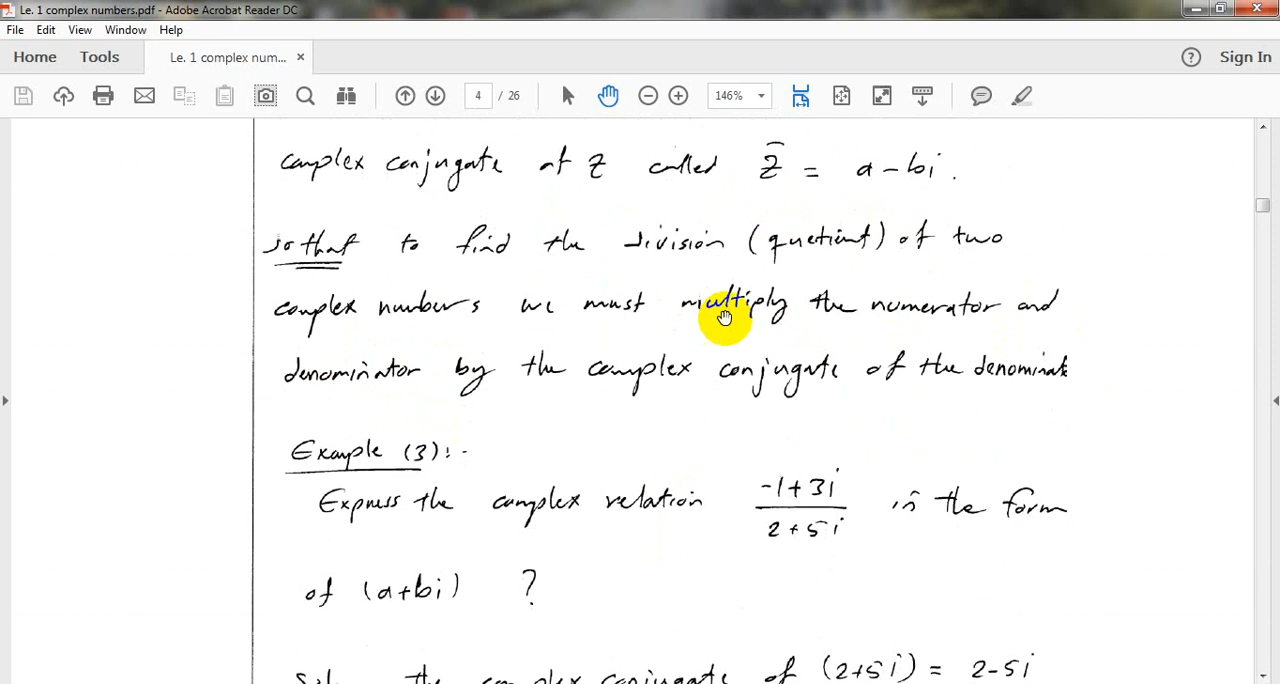 Le. 1 complex numbers.pdf - Adobe Acrobat Reader DC
File Edit View Window Help
Home Tools Le. 1 complex num... × ? Sign In
4 / 26 146%
complex conjugate of z called z̄ = a - bi.
so that to find the division (quetient) of two
complex numbers we must multiply the numerator and
denominator by the complex conjugate of the denominat
Example (3):-
Express the complex relation (-1+3i)/(2+5i) in the form
of (a+bi) ?
Sol. the complex conjugate of (2+5i) = 2-5i